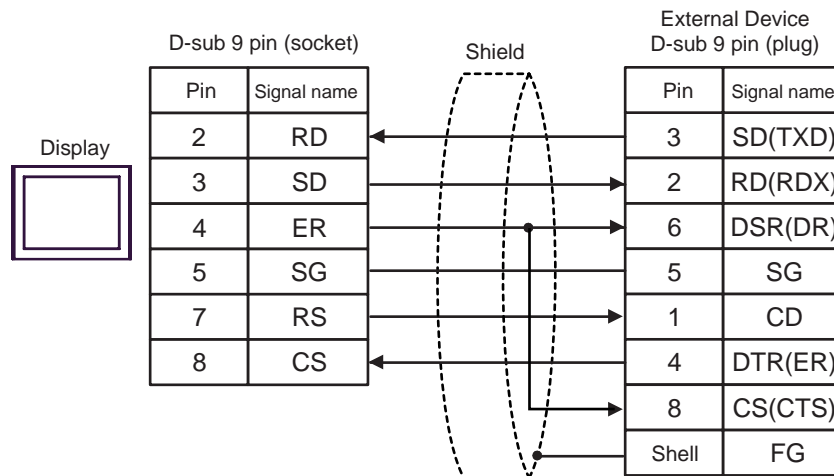 External Device
D-sub 9 pin (socket)
D-sub 9 pin (plug)
Shield
Display
Pin Signal name
Pin Signal name
2 RD
3 SD(TXD)
3 SD
2 RD(RDX)
4 ER
6 DSR(DR)
5 SG
5 SG
7 RS
1 CD
8 CS
4 DTR(ER)
8 CS(CTS)
Shell FG